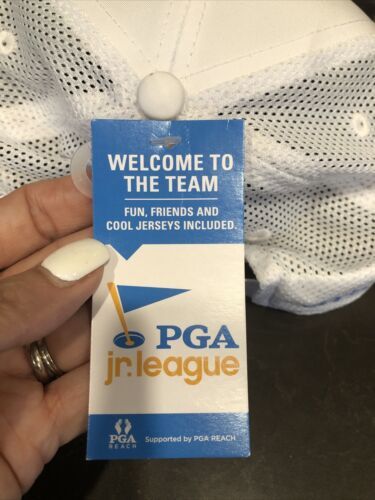 WELCOME TO
THE TEAM
FUN, FRIENDS AND
COOL JERSEYS INCLUDED.
PGA
jr.league
PGA
REACH
Supported by PGA REACH